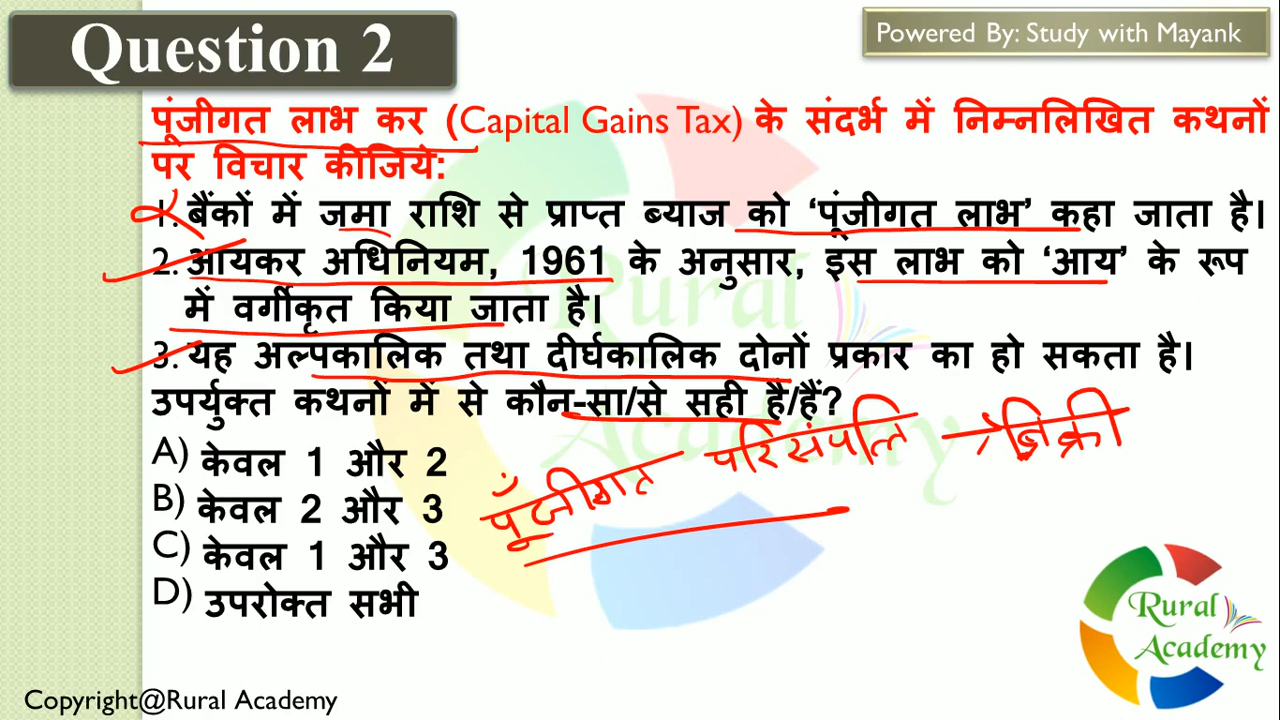 Question 2
Powered By: Study with Mayank
पूंजीगत लाभ कर (Capital Gains Tax) के संदर्भ में निम्नलिखित कथनों
पर विचार कीजिये:
1. बैंकों में जमा राशि से प्राप्त ब्याज को ‘पूंजीगत लाभ’ कहा जाता है।
2. आयकर अधिनियम, 1961 के अनुसार, इस लाभ को ‘आय’ के रूप
में वर्गीकृत किया जाता है।
3. यह अल्पकालिक तथा दीर्घकालिक दोनों प्रकार का हो सकता है।
उपर्युक्त कथनों में से कौन-सा/से सही है/हैं?
A) केवल 1 और 2
B) केवल 2 और 3
C) केवल 1 और 3
D) उपरोक्त सभी
पूँजीगत परिसंपत्ति → बिक्री
Rural
Academy
Rural
Academy
Copyright@Rural Academy